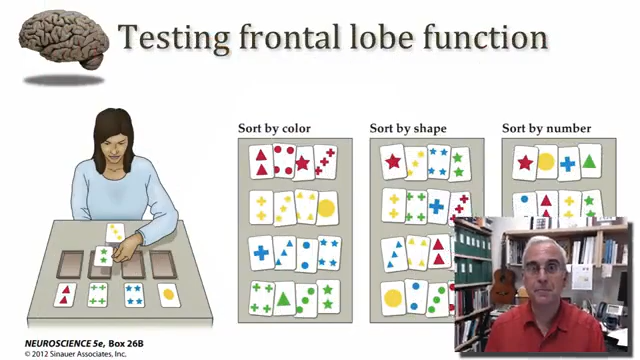 Testing frontal lobe function
Sort by color
Sort by shape
Sort by number
NEUROSCIENCE 5e, Box 26B
© 2012 Sinauer Associates, Inc.